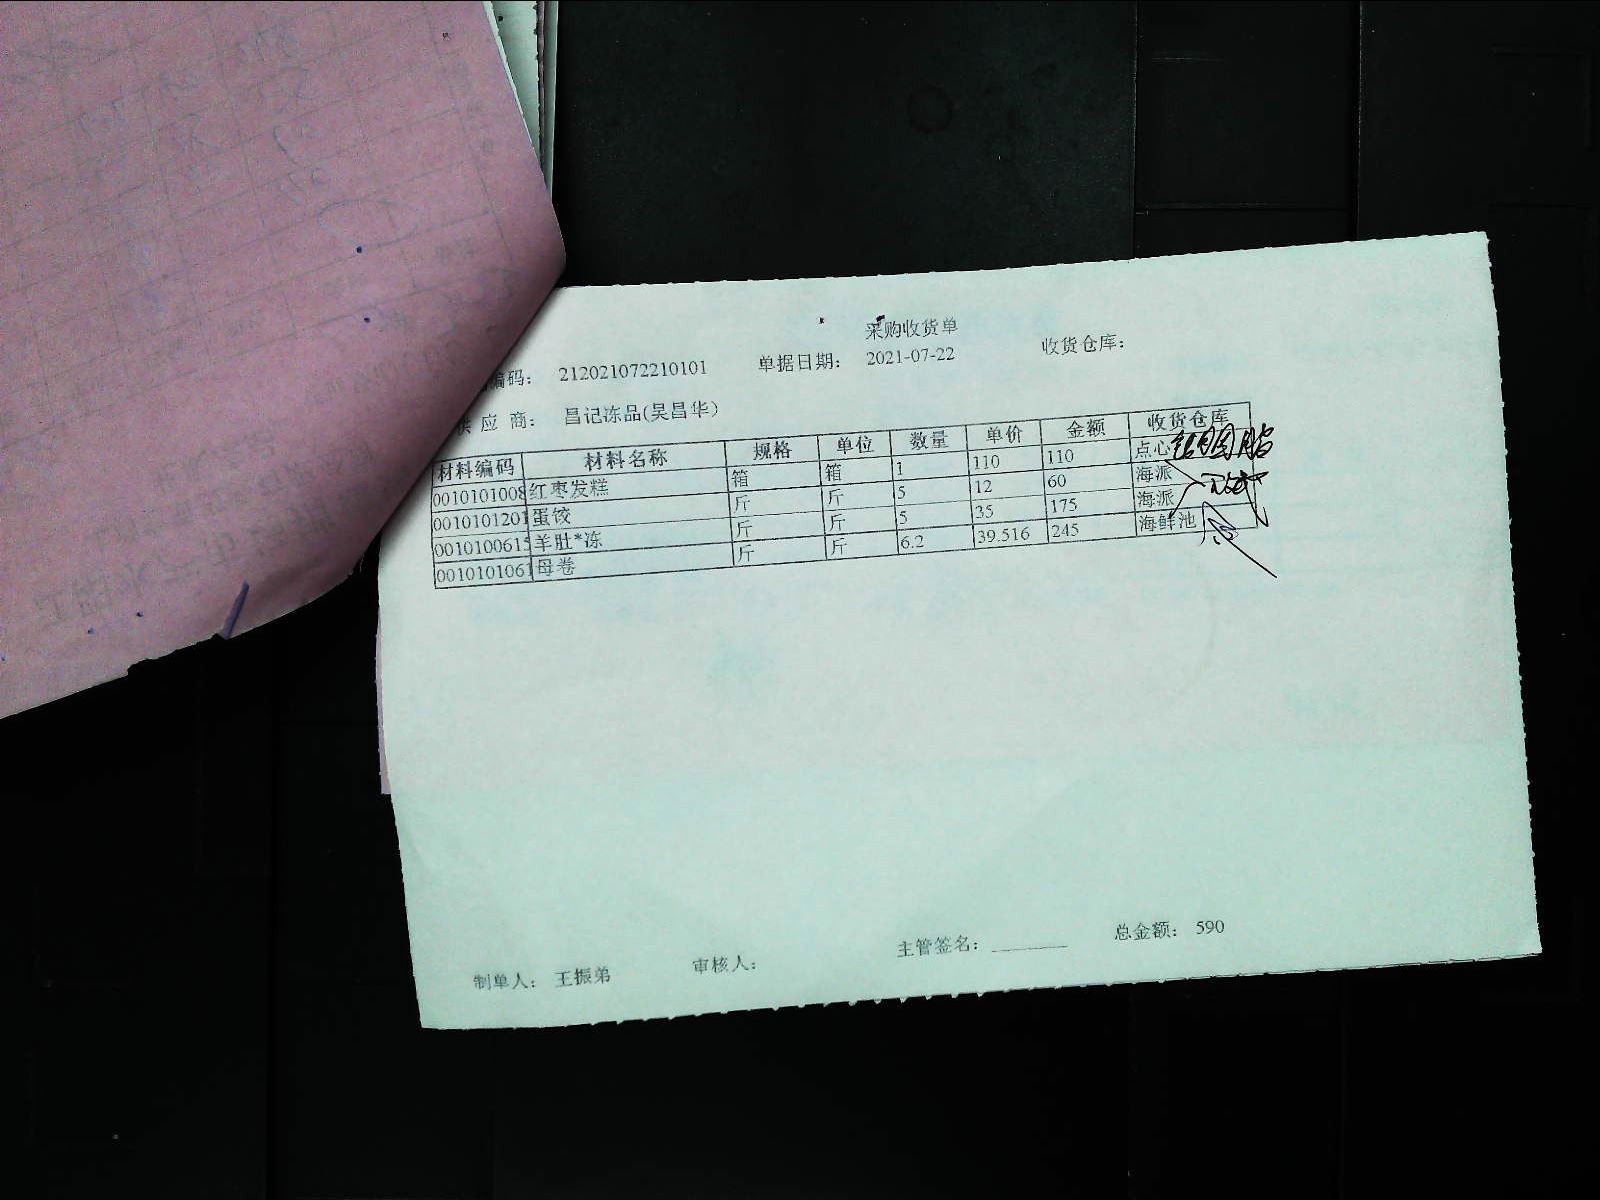 采购收货单
编码： 212021072210101 单据日期： 2021-07-22 收货仓库：
供 应 商： 昌记冻品(吴昌华)
材料编码 材料名称 规格 单位 数量 单价 金额 收货仓库
0010101008 红枣发糕 箱 箱 1 110 110 点心
0010101201 蛋饺 斤 斤 5 12 60 海派
0010100615 羊肚*冻 斤 斤 5 35 175 海派
0010101061 母卷 斤 斤 6.2 39.516 245 海鲜池
制单人： 王振弟 审核人： 主管签名： ________ 总金额： 590